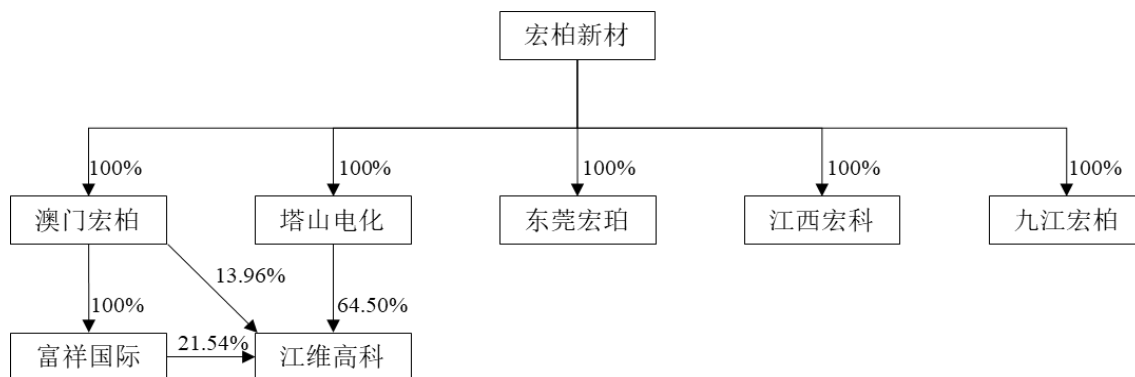 宏柏新材
100%
100%
100%
100%
100%
澳门宏柏
塔山电化
东莞宏珀
江西宏科
九江宏柏
13.96%
100%
64.50%
富祥国际
21.54%
江维高科